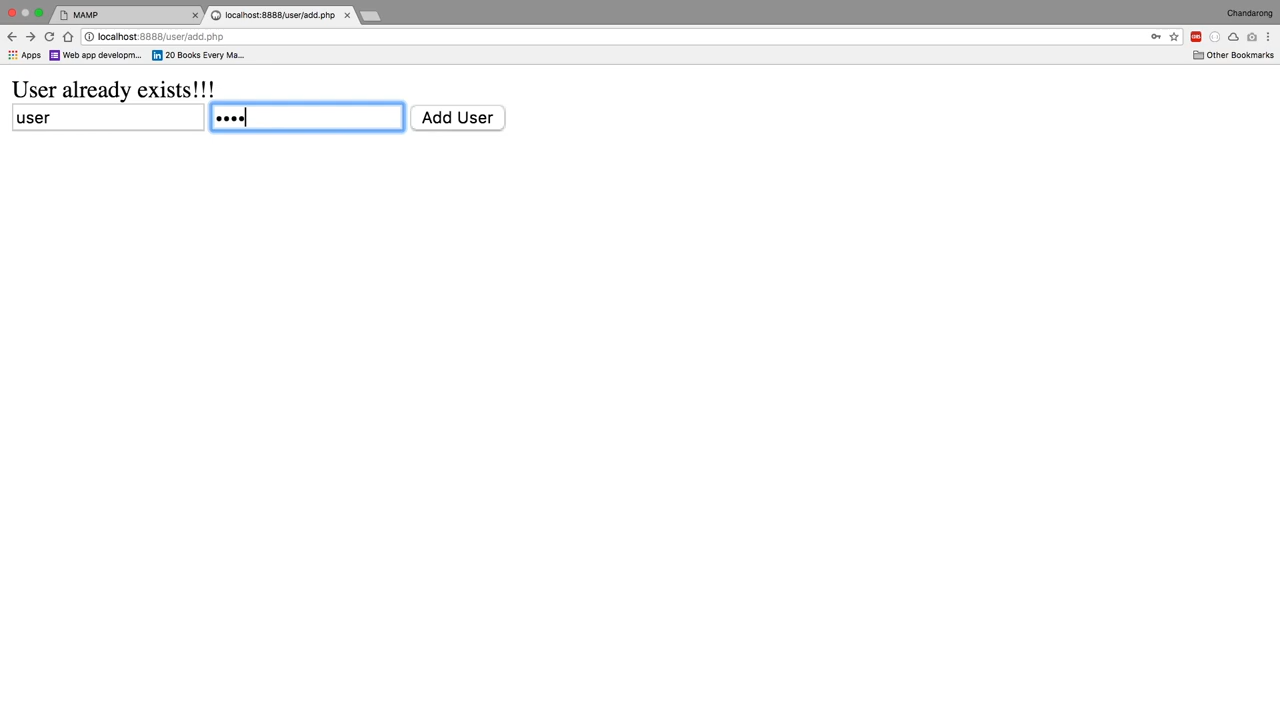 MAMP
localhost:8888/user/add.php
Chandarong
localhost:8888/user/add.php
Apps
Web app developm...
20 Books Every Ma...
Other Bookmarks
User already exists!!!
user
••••
Add User